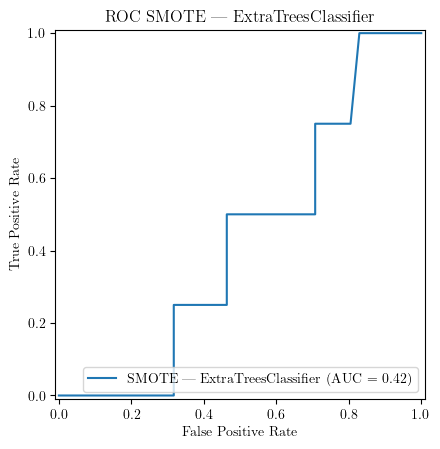 ROC SMOTE — ExtraTreesClassifier
1.0
0.8
0.6
0.4
0.2
0.0
True Positive Rate
SMOTE — ExtraTreesClassifier (AUC = 0.42)
0.0 0.2 0.4 0.6 0.8 1.0
False Positive Rate